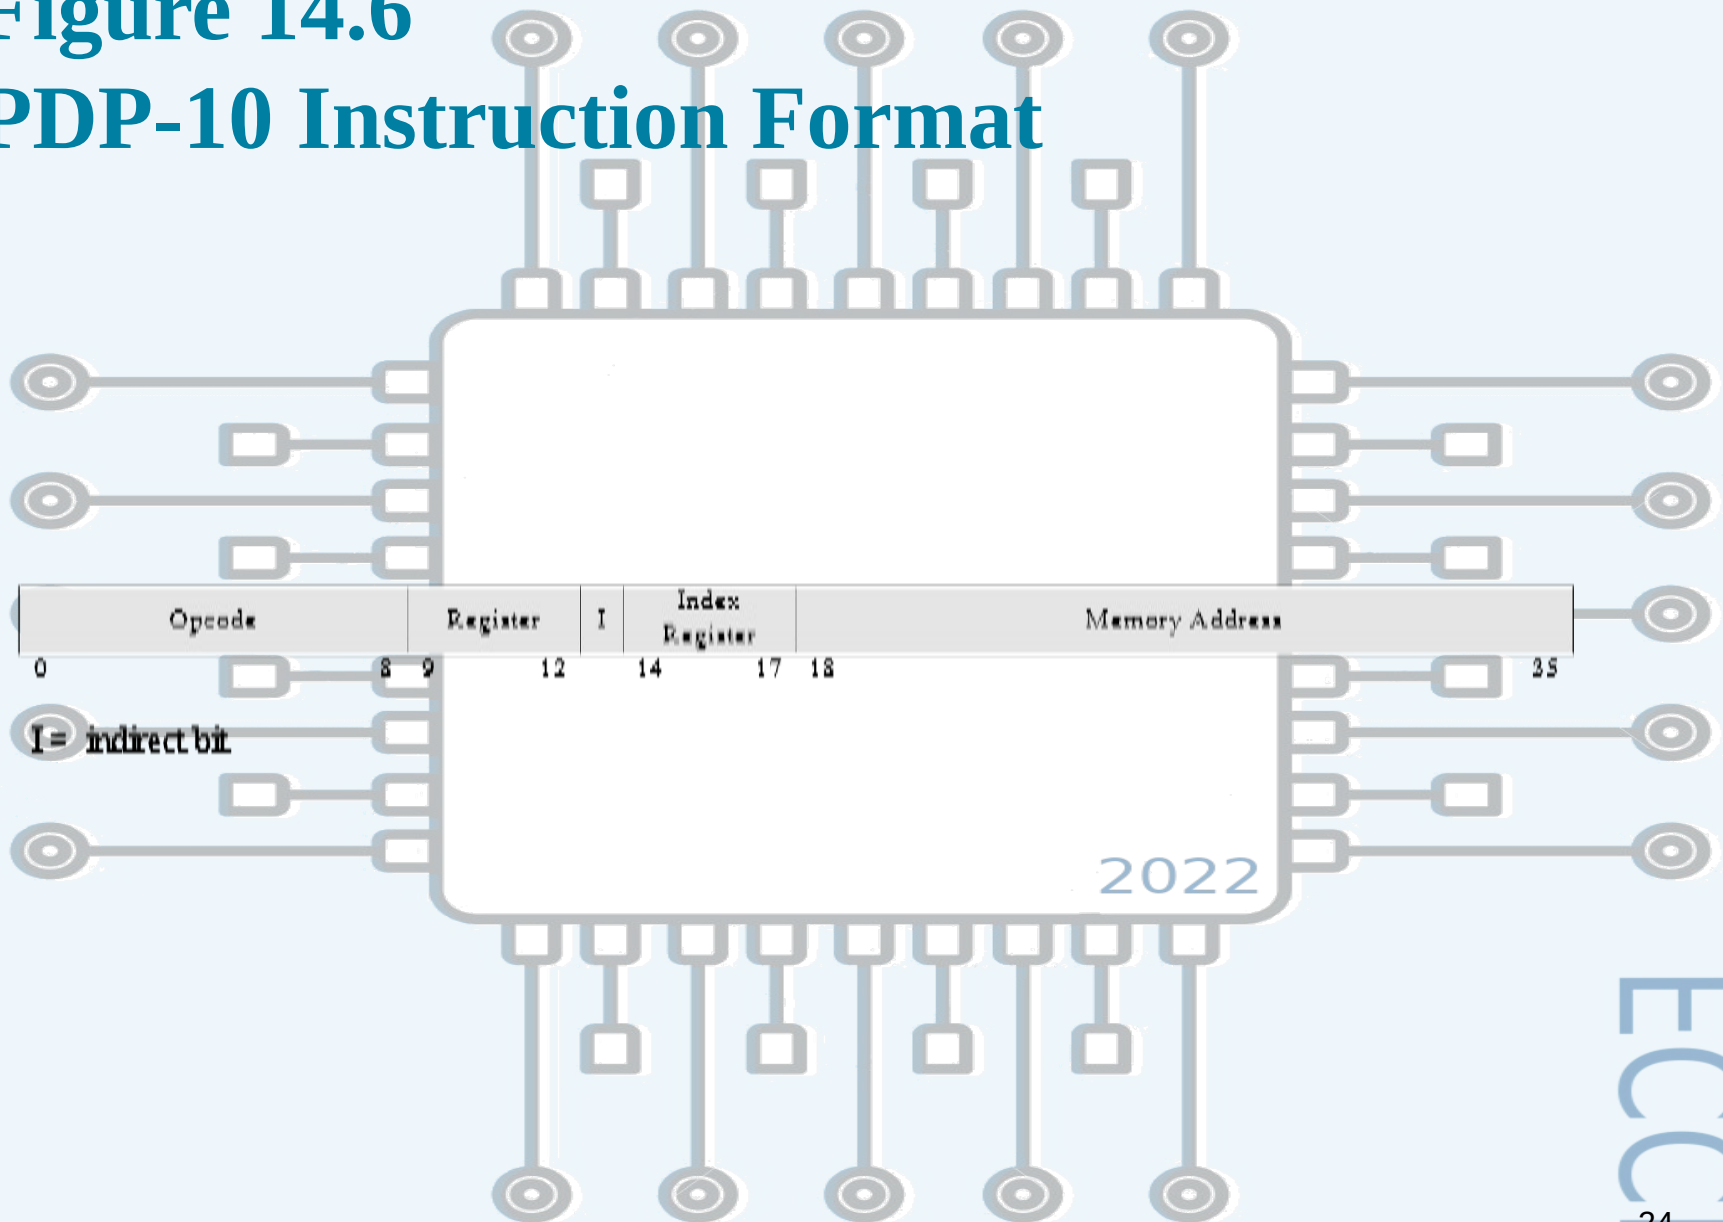 Figure 14.6
PDP-10 Instruction Format
Opcode Register I Index Register Memory Address
0 8 9 12 14 17 18 35
I = indirect bit
2022
ECC